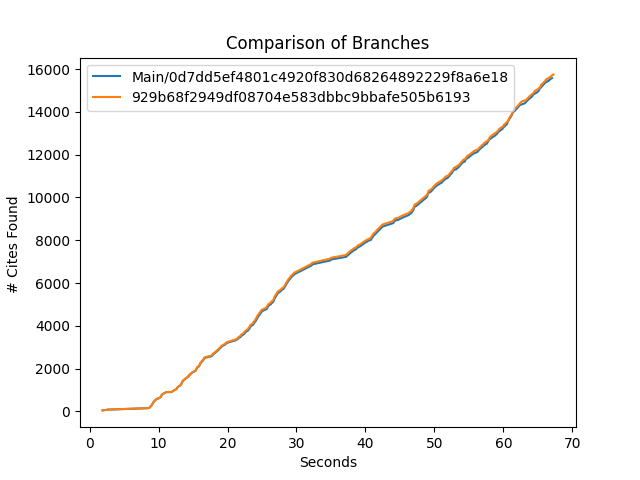 Comparison of Branches
Main/0d7dd5ef4801c4920f830d68264892229f8a6e18
929b68f2949df08704e583dbbc9bbafe505b6193
16000
14000
12000
10000
8000
6000
4000
2000
0
# Cites Found
0 10 20 30 40 50 60 70
Seconds